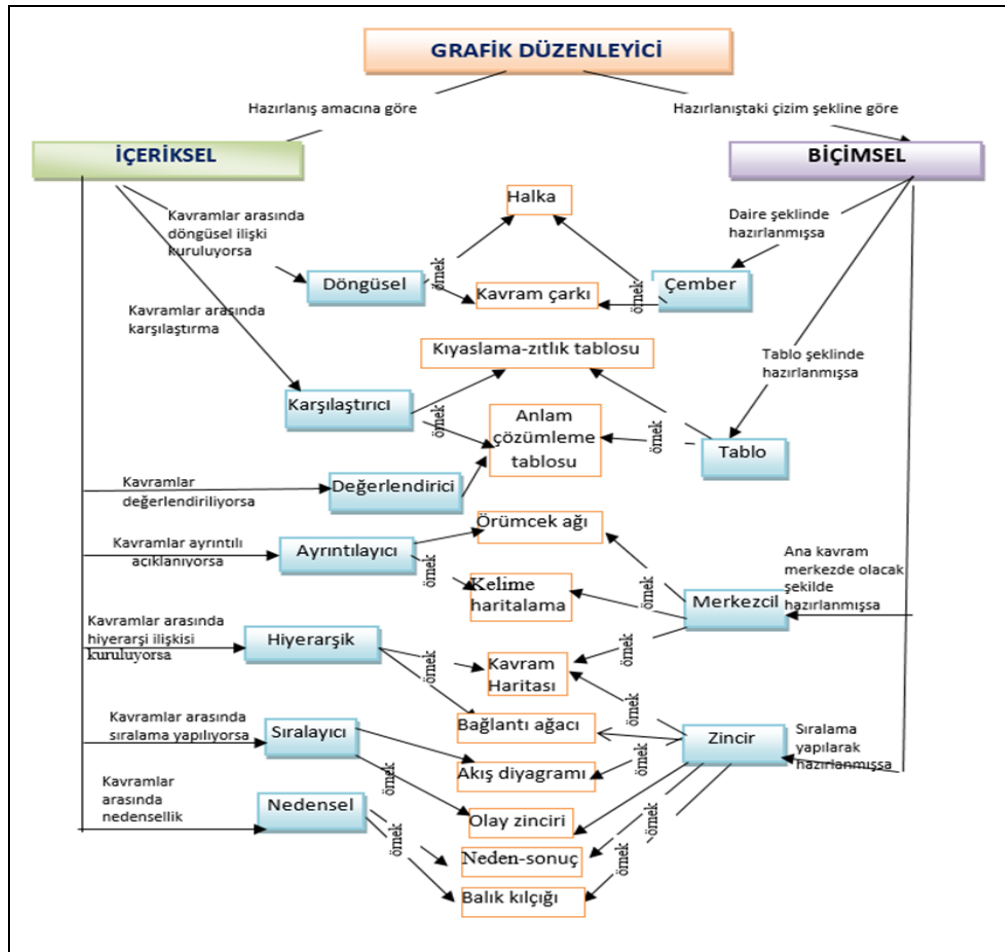 GRAFİK DÜZENLEYİCİ
Hazırlanış amacına göre
Hazırlanıştaki çizim şekline göre
İÇERİKSEL
BİÇİMSEL
Halka
Kavramlar arasında
döngüsel ilişki
kuruluyorsa
Daire şeklinde
hazırlanmışsa
Döngüsel
örnek
Kavram çarkı
örnek
Çember
Kavramlar arasında
karşılaştırma
Kıyaslama-zıtlık tablosu
Tablo şeklinde
hazırlanmışsa
Karşılaştırıcı
örnek
Anlam
çözümleme
tablosu
örnek
Tablo
Kavramlar
değerlendiriliyorsa
Değerlendirici
Örümcek ağı
Kavramlar ayrıntılı
açıklanıyorsa
Ayrıntılayıcı
örnek
Kelime
haritalama
örnek
Merkezcil
Ana kavram
merkezde olacak
şekilde
hazırlanmışsa
Kavramlar arasında
hiyerarşi ilişkisi
kuruluyorsa
Hiyerarşik
örnek
Kavram
Haritası
örnek
örnek
Bağlantı ağacı
Kavramlar arasında
sıralama yapılıyorsa
Sıralayıcı
örnek
Akış diyagramı
örnek
Zincir
Sıralama
yapılarak
hazırlanmışsa
Kavramlar
arasında
nedensellik
Nedensel
örnek
Olay zinciri
örnek
Neden-sonuç
örnek
Balık kılçığı